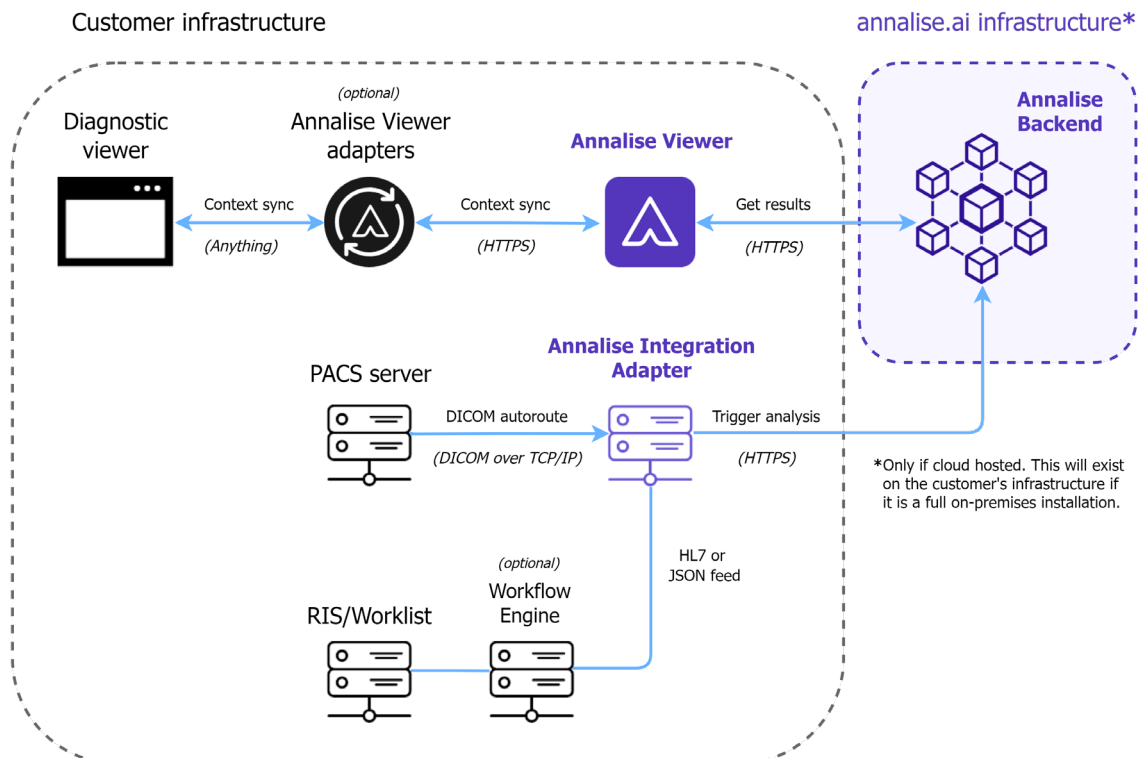 Customer infrastructure
annalise.ai infrastructure*
Diagnostic
viewer
(optional)
Annalise Viewer
adapters
Annalise Viewer
Annalise
Backend
Context sync
(Anything)
Context sync
(HTTPS)
Get results
(HTTPS)
PACS server
Annalise Integration
Adapter
DICOM autoroute
(DICOM over TCP/IP)
Trigger analysis
(HTTPS)
*Only if cloud hosted. This will exist
on the customer's infrastructure if
it is a full on-premises installation.
HL7 or
JSON feed
RIS/Worklist
(optional)
Workflow
Engine